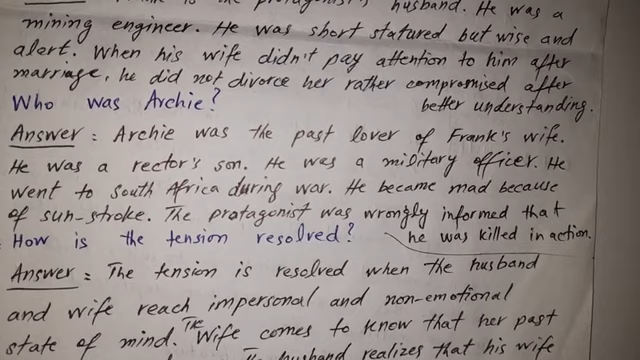 is the protagonist's husband. He was a
mining engineer. He was short statured but wise and
alert. When his wife didn't pay attention to him after
marriage, he did not divorce her rather compromised after
better understanding.
Who was Archie?
Answer : Archie was the past lover of Frank's wife.
He was a rector's son. He was a military officer. He
went to South Africa during war. He became mad because
of sun-stroke. The protagonist was wrongly informed that
he was killed in action.
How is the tension resolved?
Answer : The tension is resolved when the husband
and wife reach impersonal and non-emotional
state of mind. The Wife comes to know that her past
husband realizes that his wife